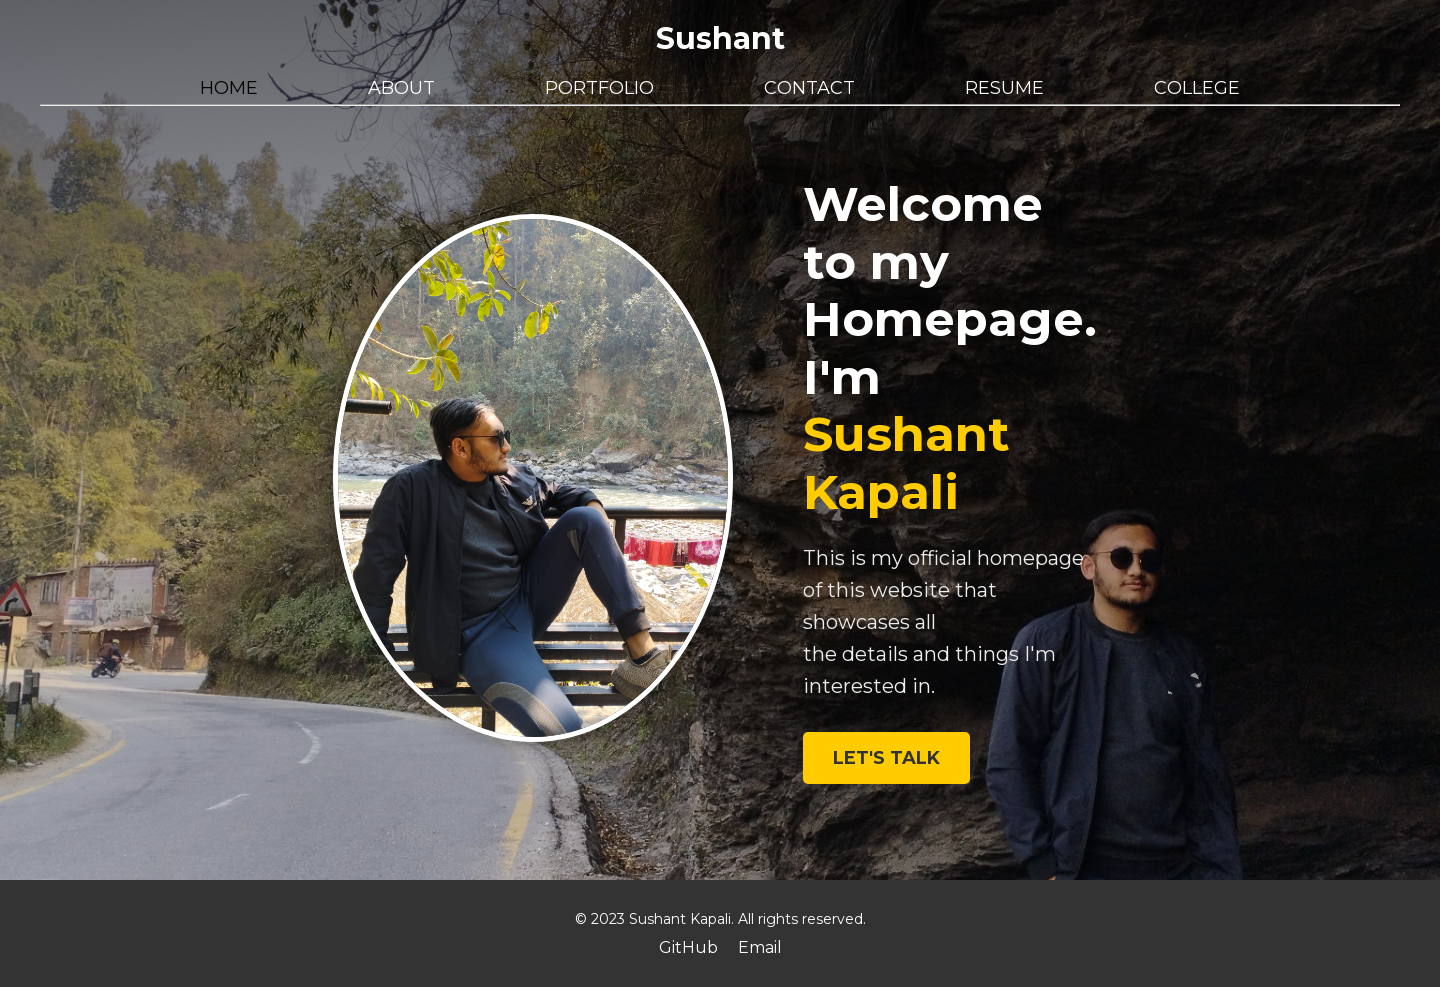 Sushant
HOME ABOUT PORTFOLIO CONTACT RESUME COLLEGE
Welcome
to my
Homepage.
I'm
Sushant
Kapali
This is my official homepage
of this website that
showcases all
the details and things I'm
interested in.
LET'S TALK
© 2023 Sushant Kapali. All rights reserved.
GitHub Email